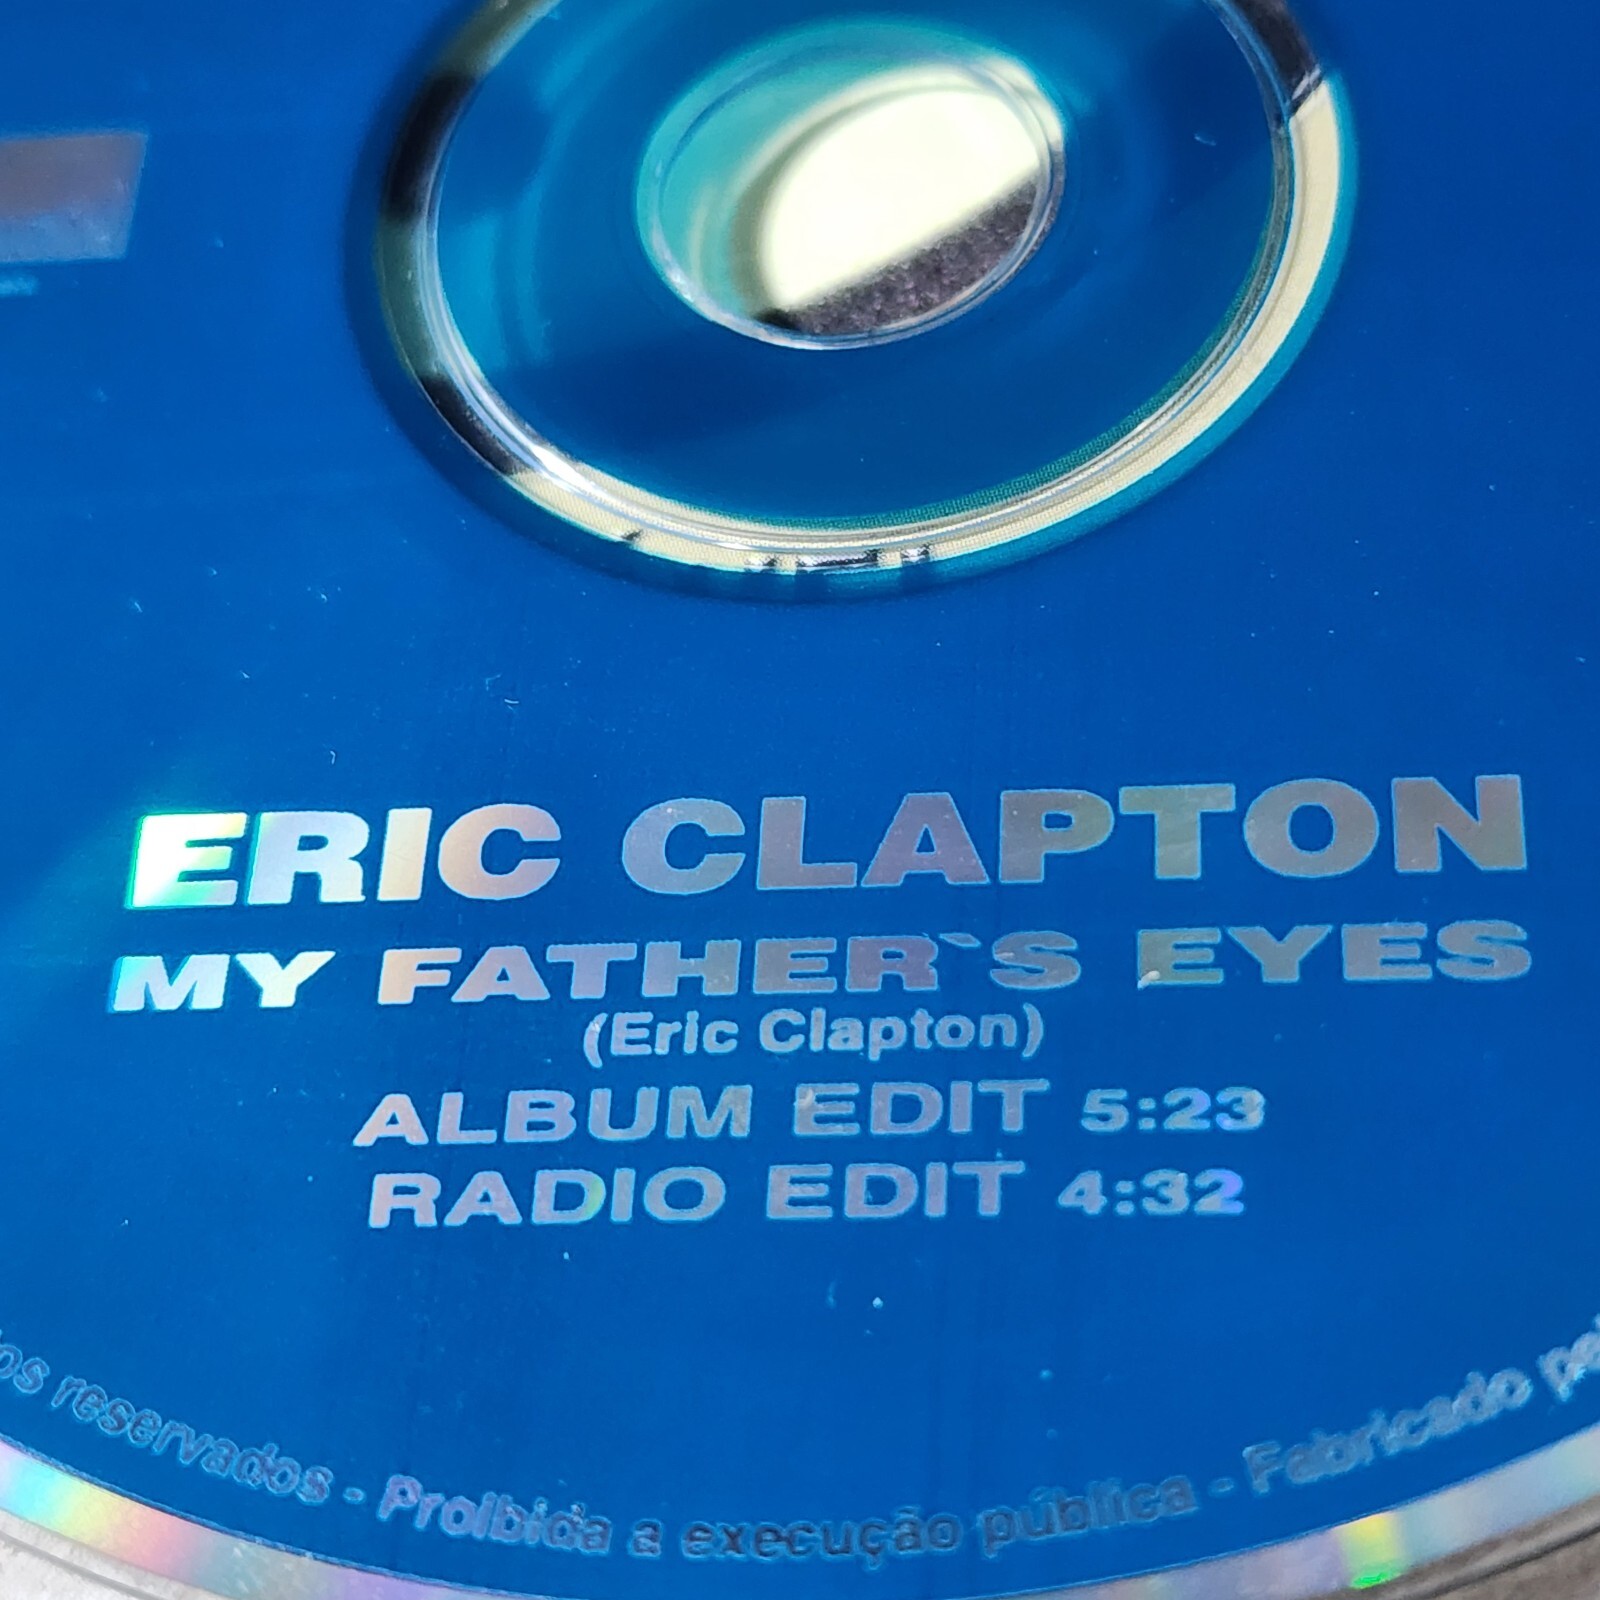 ERIC CLAPTON
MY FATHER`S EYES
(Eric Clapton)
ALBUM EDIT 5:23
RADIO EDIT 4:32
reservados - Proibida a execução pública - Fabricado